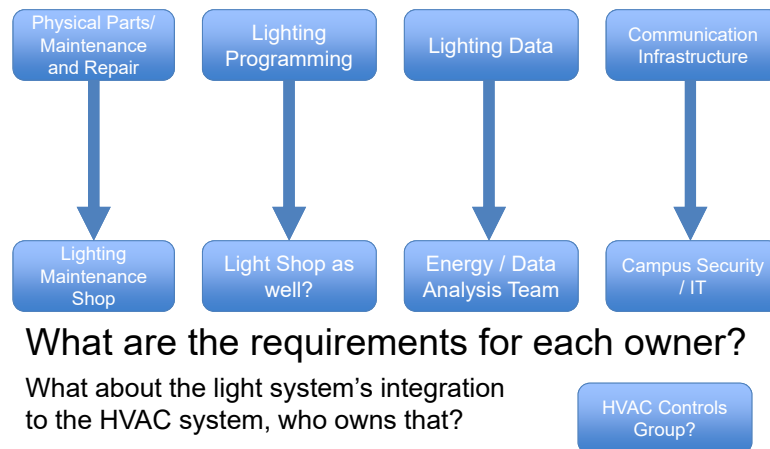 Physical Parts/
Maintenance
and Repair
Lighting
Programming
Lighting Data
Communication
Infrastructure
Lighting
Maintenance
Shop
Light Shop as
well?
Energy / Data
Analysis Team
Campus Security
/ IT
What are the requirements for each owner?
What about the light system’s integration
to the HVAC system, who owns that?
HVAC Controls
Group?